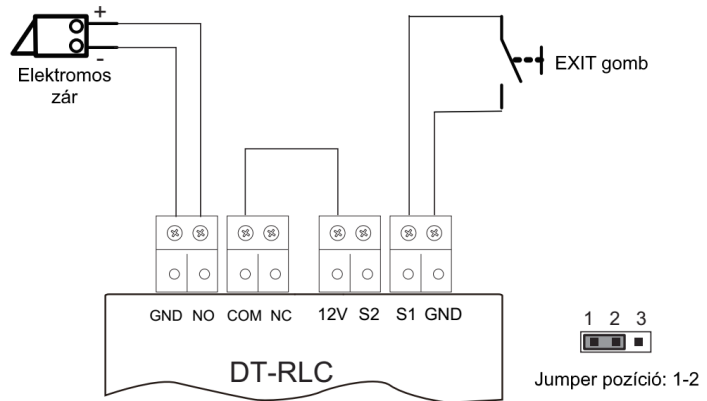 +
-
Elektromos
zár
EXIT gomb
GND NO COM NC 12V S2 S1 GND
DT-RLC
1 2 3
Jumper pozíció: 1-2